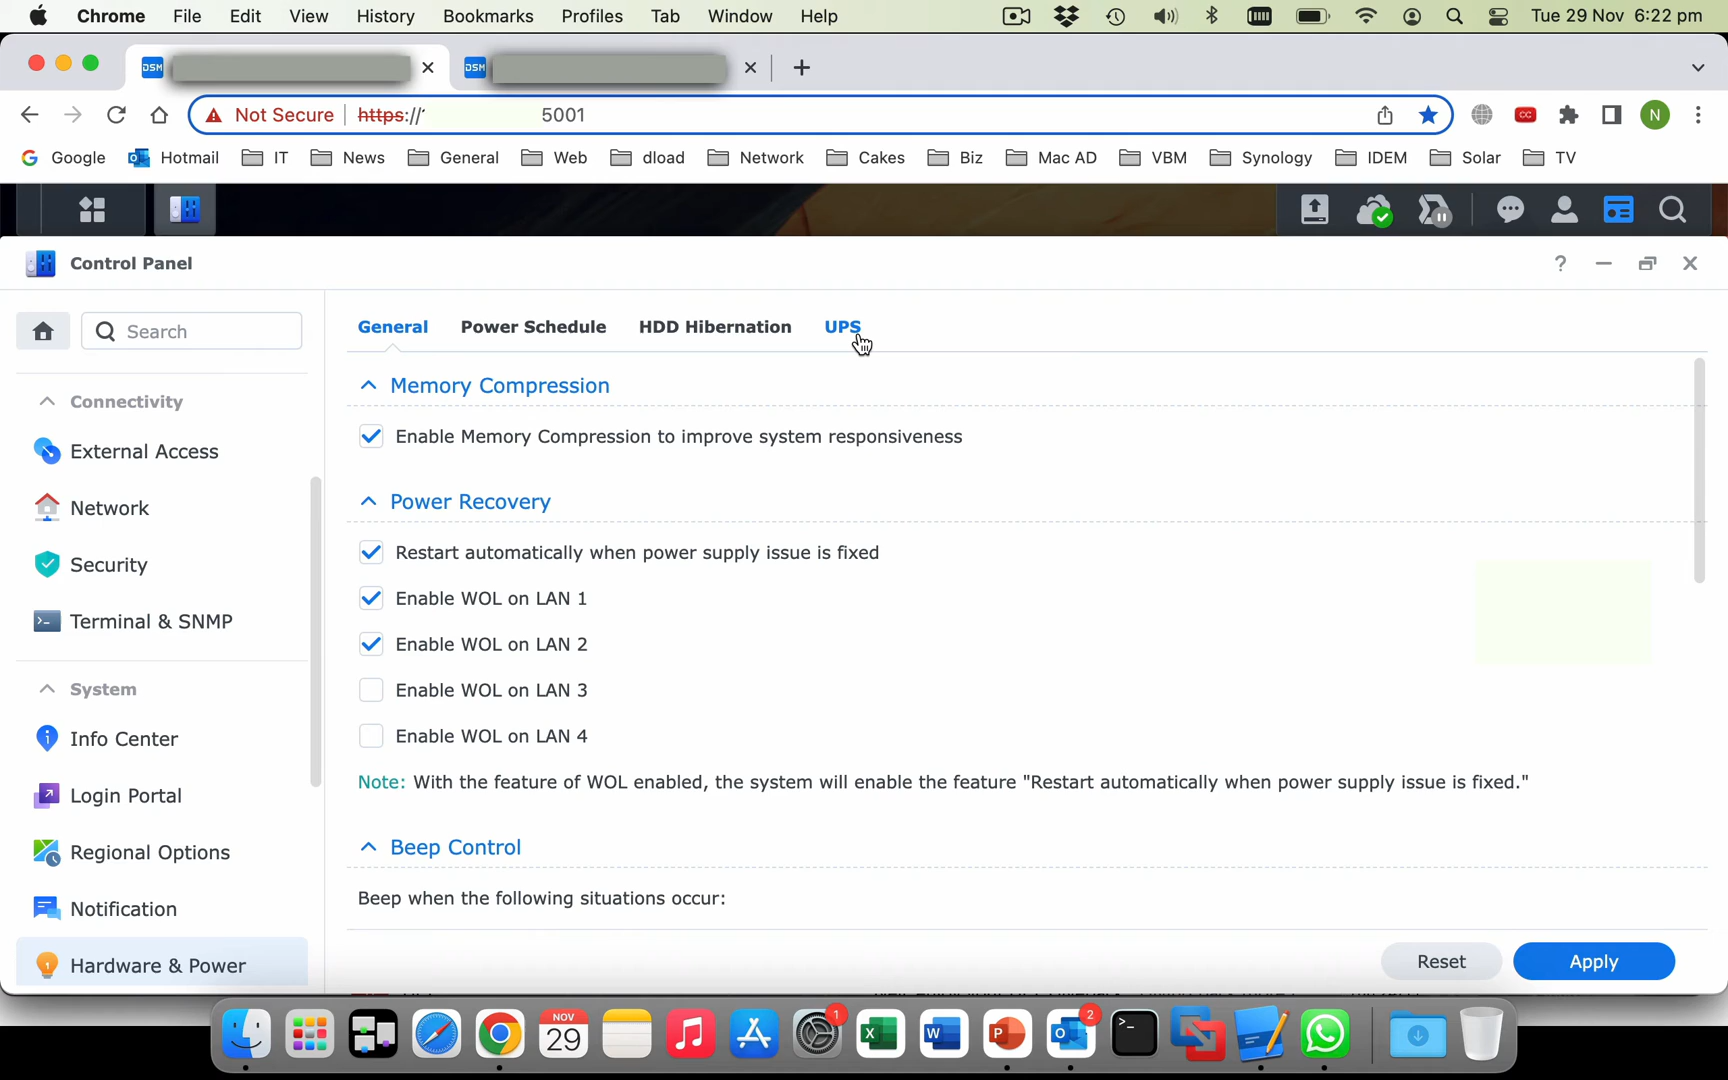 Chrome File Edit View History Bookmarks Profiles Tab Window Help Tue 29 Nov 6:22 pm
DSM DSM
Not Secure https:// 5001 CC N
Google Hotmail IT News General Web dload Network Cakes Biz Mac AD VBM Synology IDEM Solar TV
Control Panel ?
Search
Connectivity
External Access
Network
Security
Terminal & SNMP
System
Info Center
Login Portal
Regional Options
Notification
Hardware & Power
General Power Schedule HDD Hibernation UPS
Memory Compression
Enable Memory Compression to improve system responsiveness
Power Recovery
Restart automatically when power supply issue is fixed
Enable WOL on LAN 1
Enable WOL on LAN 2
Enable WOL on LAN 3
Enable WOL on LAN 4
Note: With the feature of WOL enabled, the system will enable the feature "Restart automatically when power supply issue is fixed."
Beep Control
Beep when the following situations occur:
Reset Apply
NOV
29
1
2